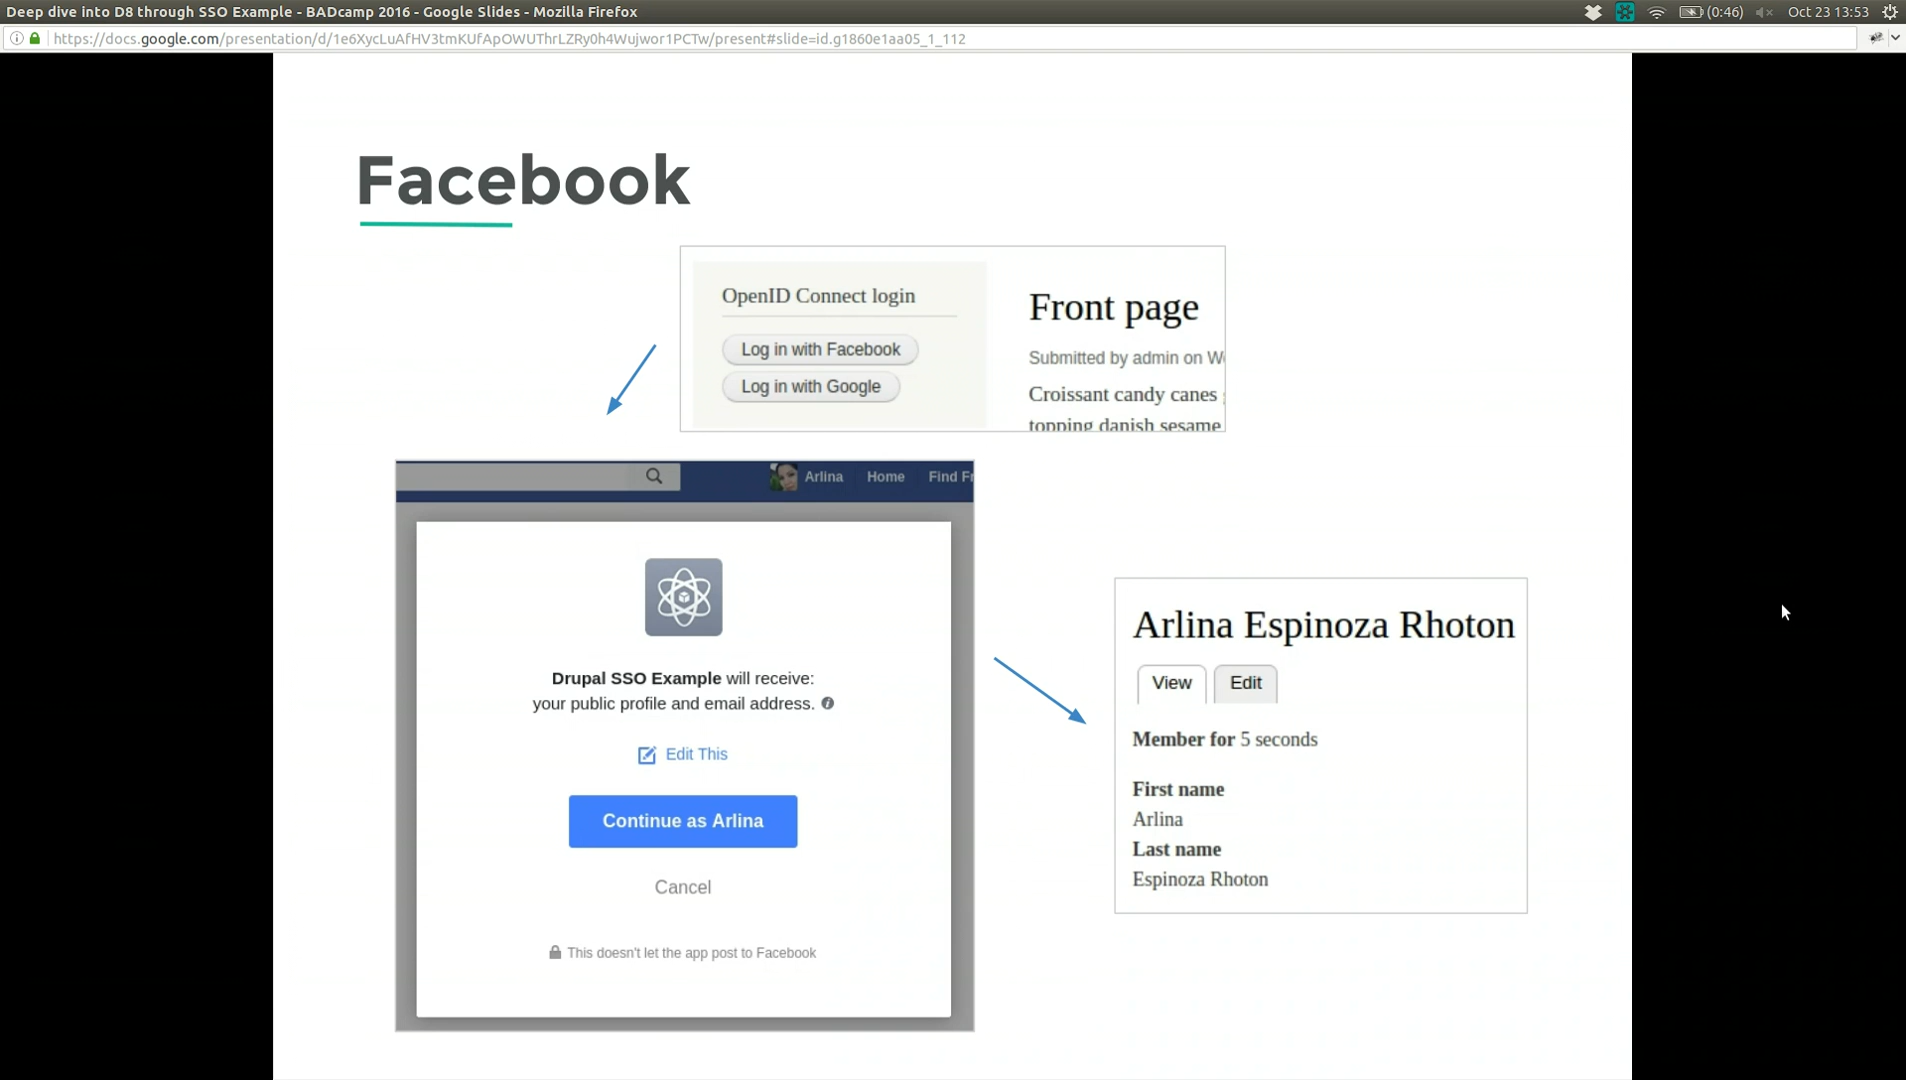 Deep dive into D8 through SSO Example - BADcamp 2016 - Google Slides - Mozilla Firefox
(0:46)
Oct 23 13:53
https://docs.google.com/presentation/d/1e6XycLuAfHV3tmKUfApOWUThrLZRy0h4Wujwor1PCTw/present#slide=id.g1860e1aa05_1_112
Facebook
OpenID Connect login
Log in with Facebook
Log in with Google
Front page
Submitted by admin on We
Croissant candy canes
topping danish sesame
Arlina
Home
Find Fr
Drupal SSO Example will receive:
your public profile and email address.
Edit This
Continue as Arlina
Cancel
This doesn't let the app post to Facebook
Arlina Espinoza Rhoton
View
Edit
Member for 5 seconds
First name
Arlina
Last name
Espinoza Rhoton